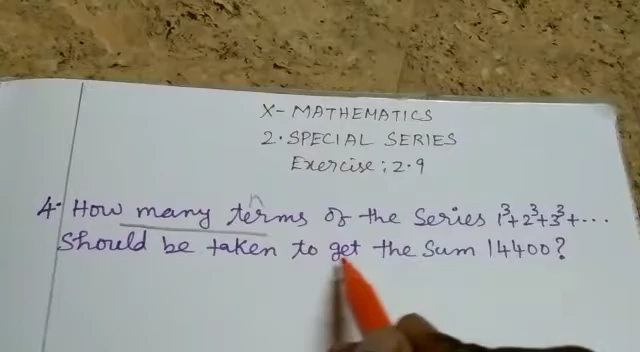 X- MATHEMATICS
2. SPECIAL SERIES
Exercise: 2.9
n
4. How many terms of the Series 1³+2³+3³+...
Should be taken to get the Sum 14400?